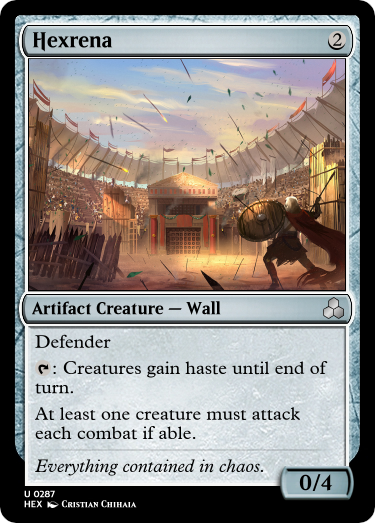 Hexrena 2
Artifact Creature — Wall
Defender
: Creatures gain haste until end of
turn.
At least one creature must attack
each combat if able.
Everything contained in chaos.
0/4
U 0287
HEX Cristian Chihaia